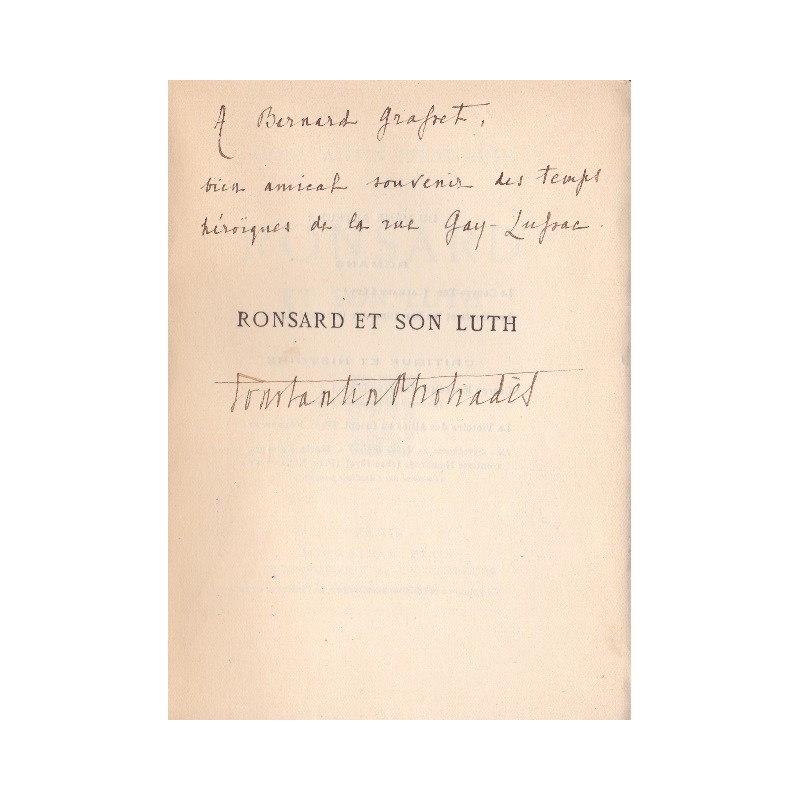 A Bernard Grasset,
bien amical souvenir des temps
héroïques de la rue Gay-Lussac.
RONSARD ET SON LUTH
Constantin Photiadès